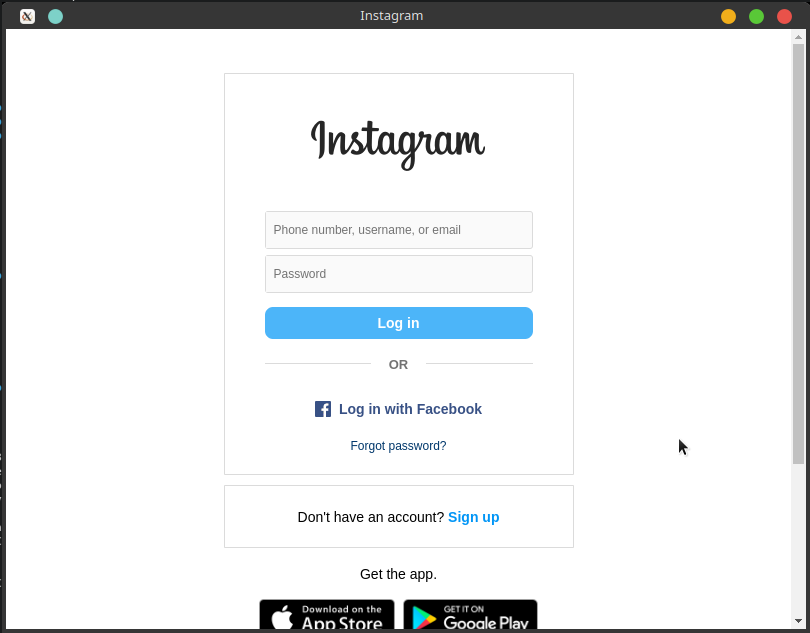 Instagram
Instagram
Phone number, username, or email
Password
Log in
OR
Log in with Facebook
Forgot password?
Don't have an account? Sign up
Get the app.
Download on the
App Store
GET IT ON
Google Play